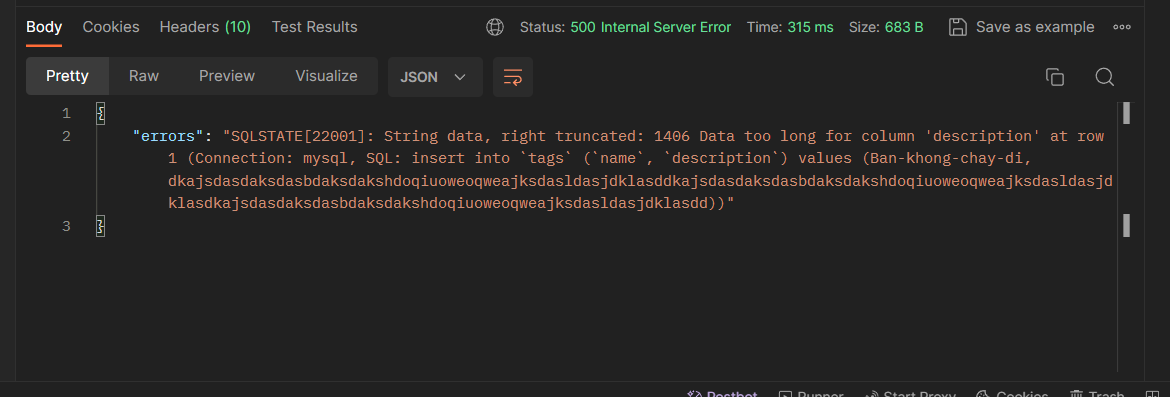 Body Cookies Headers (10) Test Results Status: 500 Internal Server Error Time: 315 ms Size: 683 B Save as example
Pretty Raw Preview Visualize JSON
1 {
2 "errors": "SQLSTATE[22001]: String data, right truncated: 1406 Data too long for column 'description' at row
1 (Connection: mysql, SQL: insert into `tags` (`name`, `description`) values (Ban-khong-chay-di,
dkajsdasdaksdasbdaksdakshdoqiuoweoqweajksdasldasjdklasddkajsdasdaksdasbdaksdakshdoqiuoweoqweajksdasldasjd
klasdkajsdasdaksdasbdaksdakshdoqiuoweoqweajksdasldasjdklasdd))"
3 }
Postbot Runner Start Proxy Cookies Trash